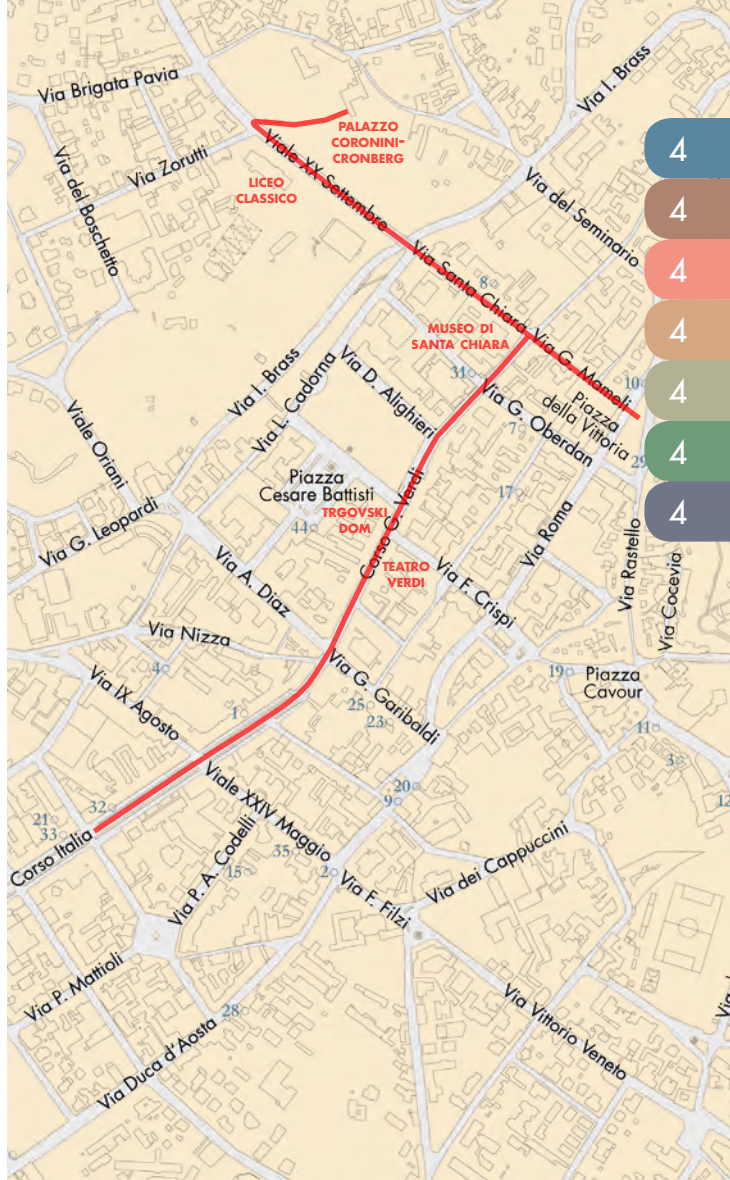 Via Brigata Pavia
Via I. Brass
PALAZZO
CORONINI-
CRONBERG
4
Via Zorutti
Viale XX Settembre
LICEO
CLASSICO
Via del Boschetto
Via del Seminario
4
Via Santa Chiara
4
8
MUSEO DI
SANTA CHIARA
Via G. Mameli
4
Via D. Alighieri
31
10
Via I. Brass
Via L. Cadorna
Via G. Oberdan
Piazza
della Vittoria
4
7
Viale Oriani
4
29
Piazza
Cesare Battisti
Corso G. Verdi
17
4
TRGOVSKI
DOM
44
Via G. Leopardi
Via Roma
Via Rastello
Via Cocevia
TEATRO
VERDI
Via A. Diaz
Via F. Crispi
Via Nizza
4
Via G. Garibaldi
19
Piazza
Cavour
Via IX Agosto
1
25
23
11
3
Viale XXIV Maggio
20
9
12
32
21
33
Corso Italia
Via P. A. Codelli
35
15
2
Via F. Filzi
Via dei Cappuccini
Via P. Mattioli
28
Via Duca d'Aosta
Via Vittorio Veneto
Via